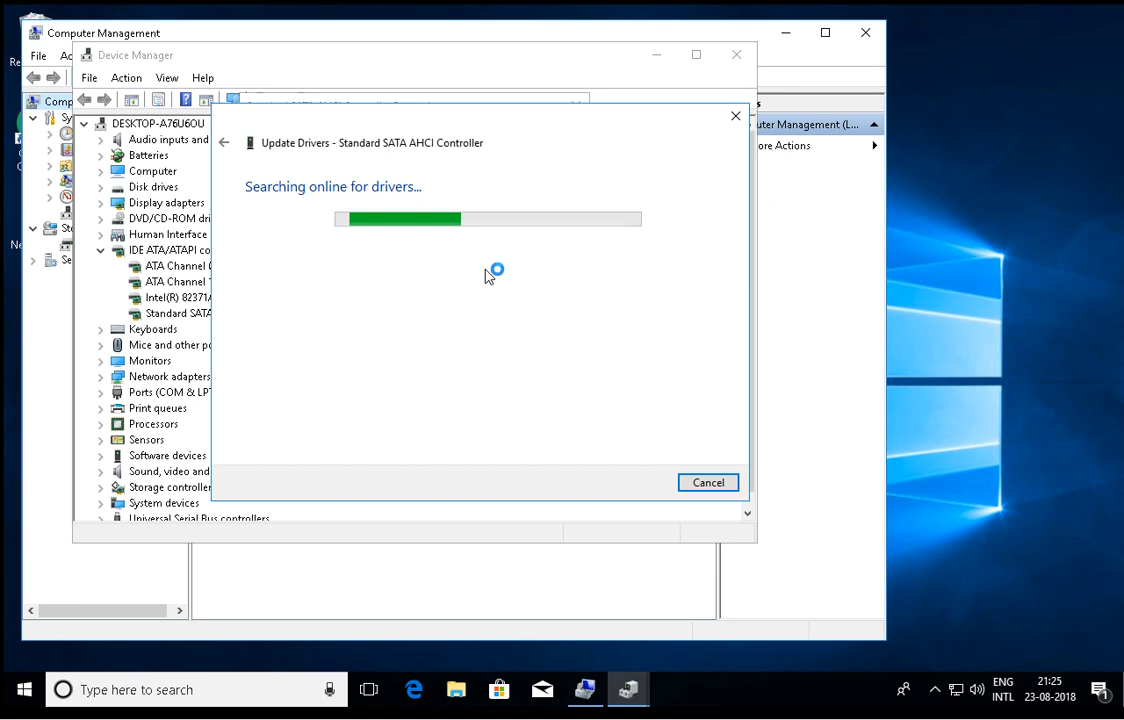 Computer Management
File
Device Manager
File Action View Help
DESKTOP-A76U6OU
Audio inputs and
Batteries
Computer
Disk drives
Display adapters
DVD/CD-ROM dri
Human Interface
IDE ATA/ATAPI co
ATA Channel
ATA Channel
Intel(R) 82371A
Standard SATA
Keyboards
Mice and other po
Monitors
Network adapters
Ports (COM & LPT
Print queues
Processors
Sensors
Software devices
Sound, video and
Storage controller
System devices
Universal Serial Bus controllers
Update Drivers - Standard SATA AHCI Controller
Searching online for drivers...
Cancel
uter Management (L...
ore Actions
Type here to search
ENG
INTL
21:25
23-08-2018
1